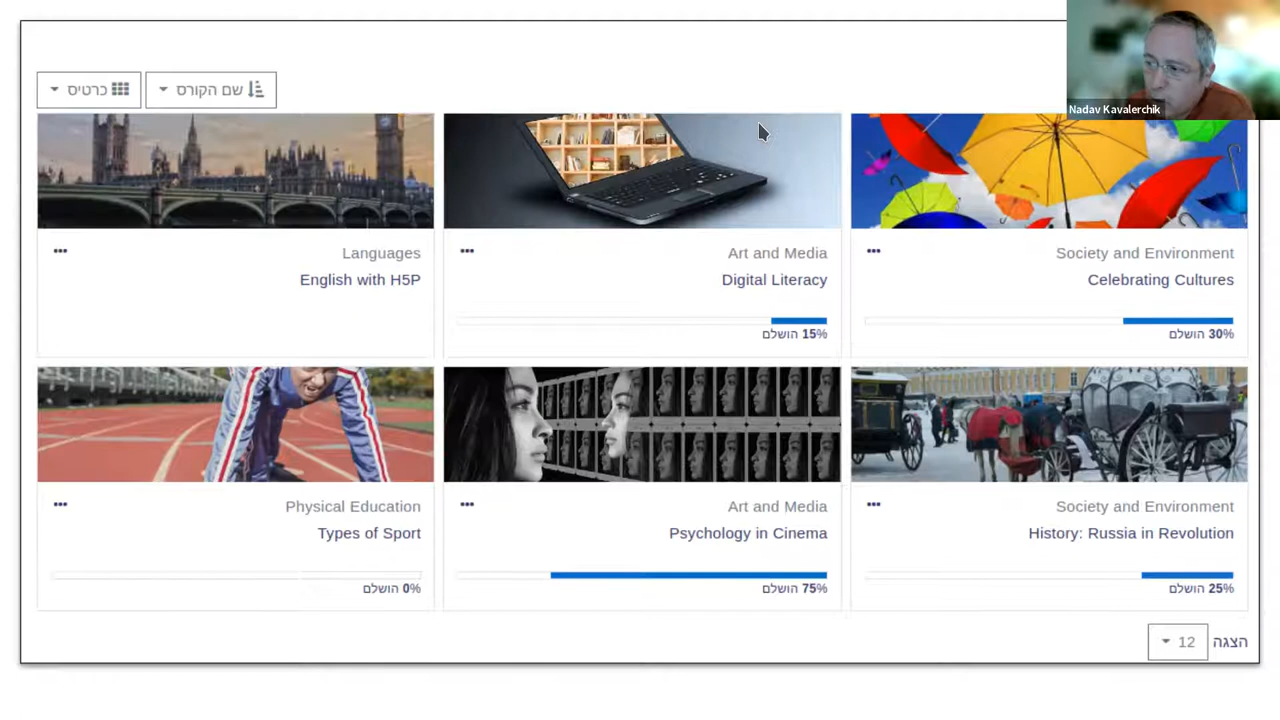 Nadav Kavalerchik
שם הקורס
כרטיס
Society and Environment
Celebrating Cultures
30% הושלם
Art and Media
Digital Literacy
15% הושלם
Languages
English with H5P
Society and Environment
History: Russia in Revolution
25% הושלם
Art and Media
Psychology in Cinema
75% הושלם
Physical Education
Types of Sport
0% הושלם
הצגה 12